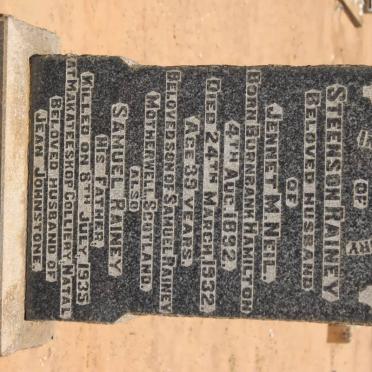 OF
STEENSON RAINEY
BELOVED HUSBAND
OF
JENNET MCNEIL
BORN BURNBANK HAMILTON
4TH AUG. 1892.
DIED 24TH MARCH, 1932.
AGE 39 YEARS
BELOVED SON OF SAMUEL RAINEY
MOTHERWELL SCOTLAND.
ALSO
SAMUEL RAINEY
HIS FATHER,
KILLED ON 8TH JULY, 1935
AT MAKATEESKOP COLLIERY NATAL
BELOVED HUSBAND OF
JEAN JOHNSTONE.